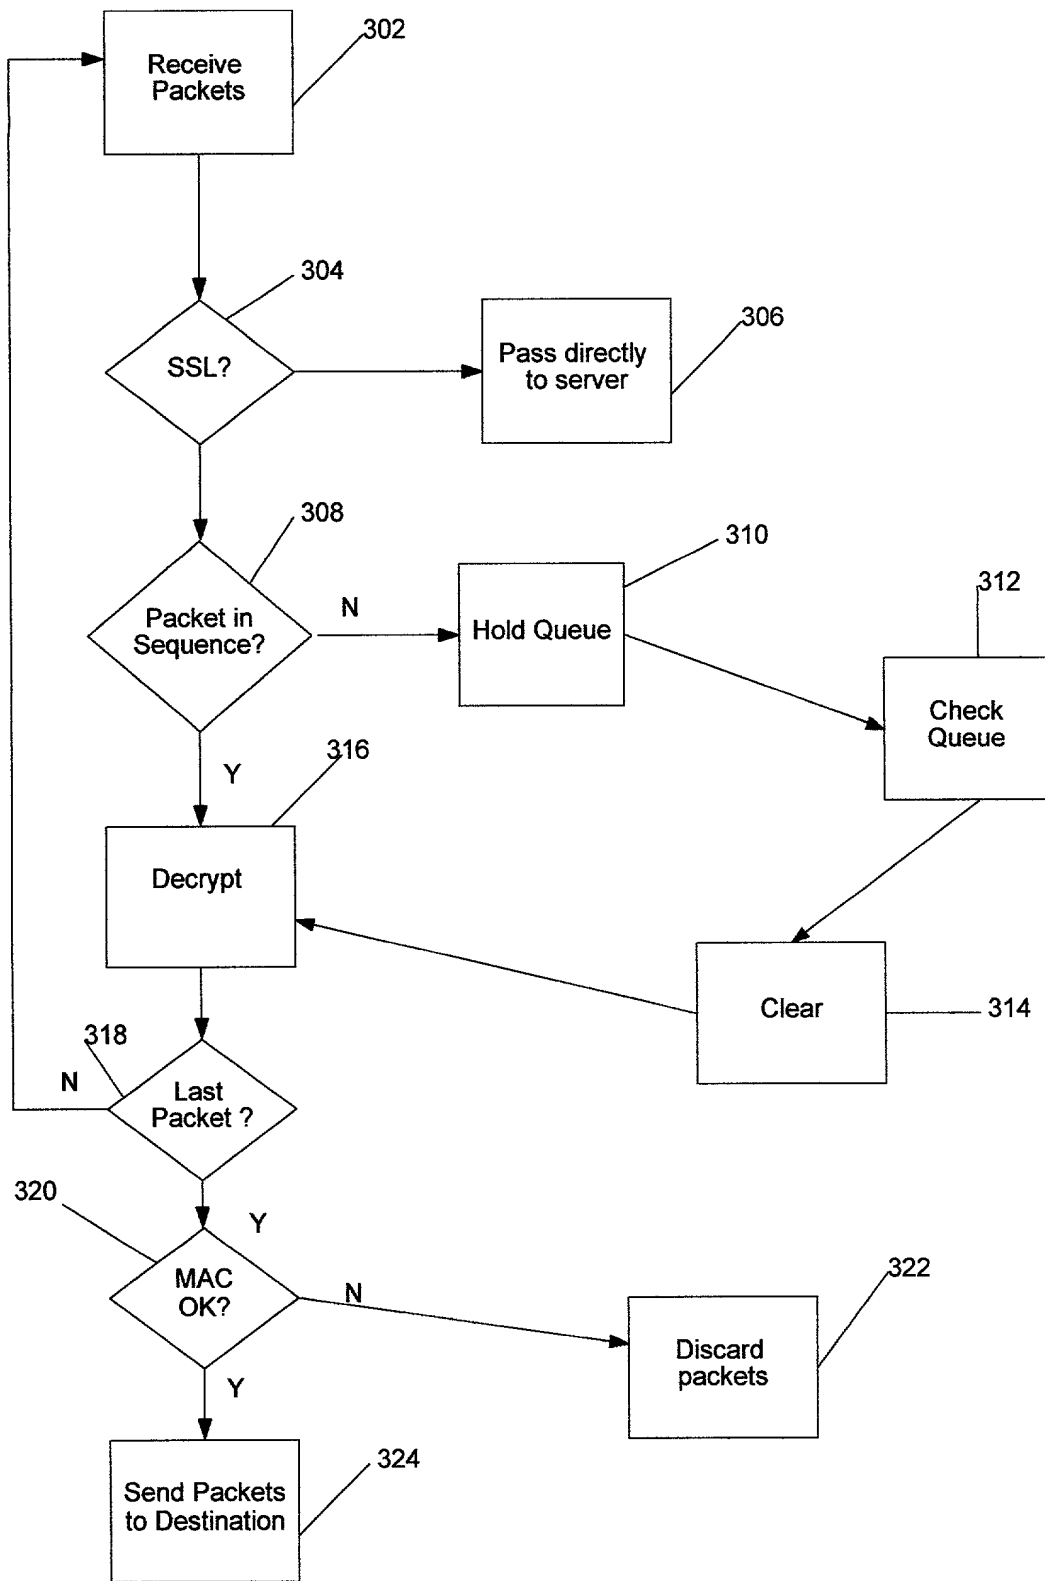 302
Receive
Packets
304
SSL?
306
Pass directly
to server
308
310
N
312
Packet in
Sequence?
Hold Queue
Check
Queue
316
Y
Decrypt
Clear
314
318
N
Last
Packet ?
320
Y
MAC
OK?
N
322
Discard
packets
Y
324
Send Packets
to Destination